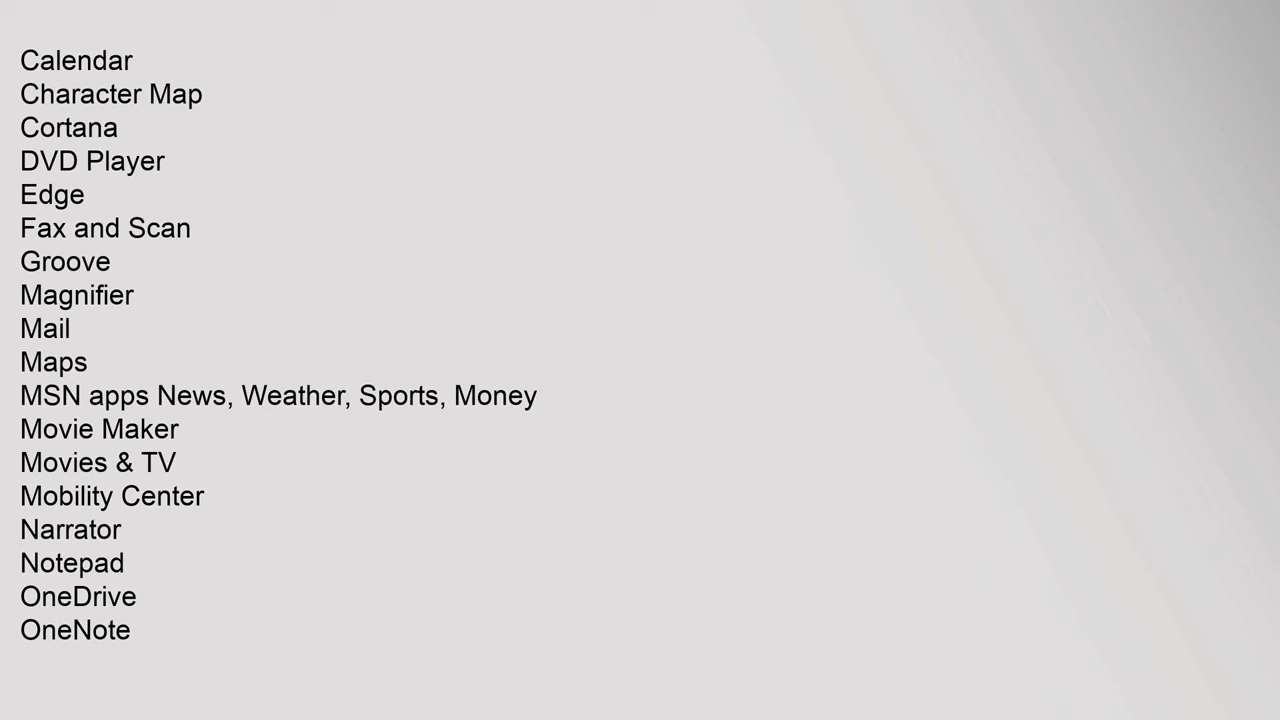 Calendar
Character Map
Cortana
DVD Player
Edge
Fax and Scan
Groove
Magnifier
Mail
Maps
MSN apps News, Weather, Sports, Money
Movie Maker
Movies & TV
Mobility Center
Narrator
Notepad
OneDrive
OneNote